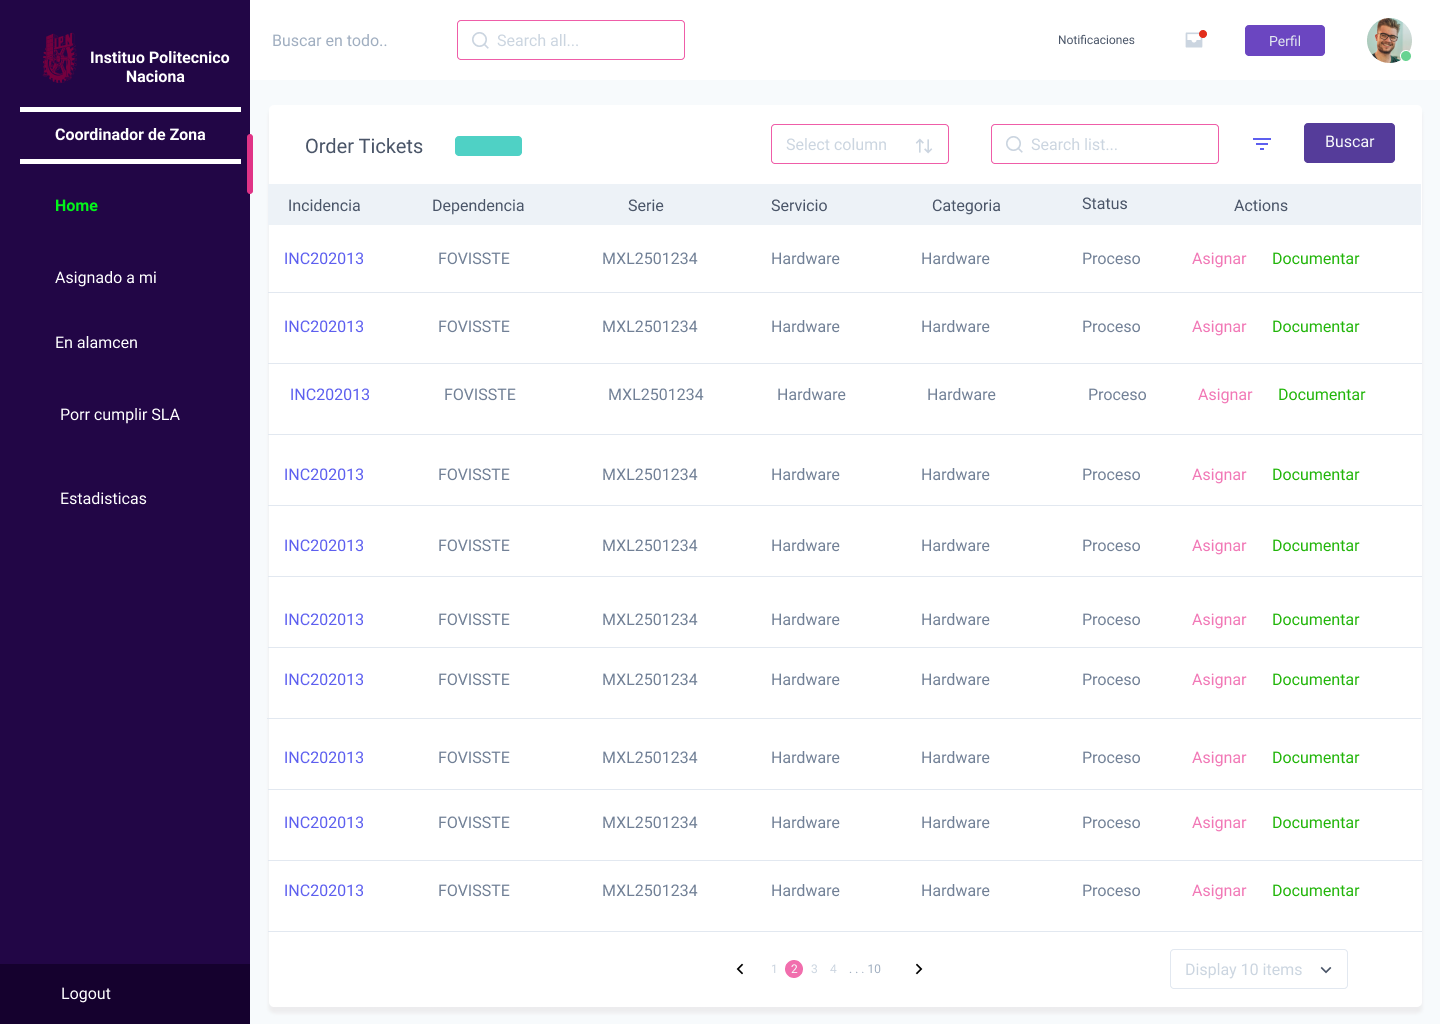 Instituo Politecnico
Naciona
Coordinador de Zona
Home
Asignado a mi
En alamcen
Porr cumplir SLA
Estadisticas
Logout
Buscar en todo.. Search all... Notificaciones Perfil
Order Tickets Select column Search list... Buscar
Incidencia Dependencia Serie Servicio Categoria Status Actions
INC202013 FOVISSTE MXL2501234 Hardware Hardware Proceso Asignar Documentar
INC202013 FOVISSTE MXL2501234 Hardware Hardware Proceso Asignar Documentar
INC202013 FOVISSTE MXL2501234 Hardware Hardware Proceso Asignar Documentar
INC202013 FOVISSTE MXL2501234 Hardware Hardware Proceso Asignar Documentar
INC202013 FOVISSTE MXL2501234 Hardware Hardware Proceso Asignar Documentar
INC202013 FOVISSTE MXL2501234 Hardware Hardware Proceso Asignar Documentar
INC202013 FOVISSTE MXL2501234 Hardware Hardware Proceso Asignar Documentar
INC202013 FOVISSTE MXL2501234 Hardware Hardware Proceso Asignar Documentar
INC202013 FOVISSTE MXL2501234 Hardware Hardware Proceso Asignar Documentar
INC202013 FOVISSTE MXL2501234 Hardware Hardware Proceso Asignar Documentar
1 2 3 4 . . . 10 Display 10 items